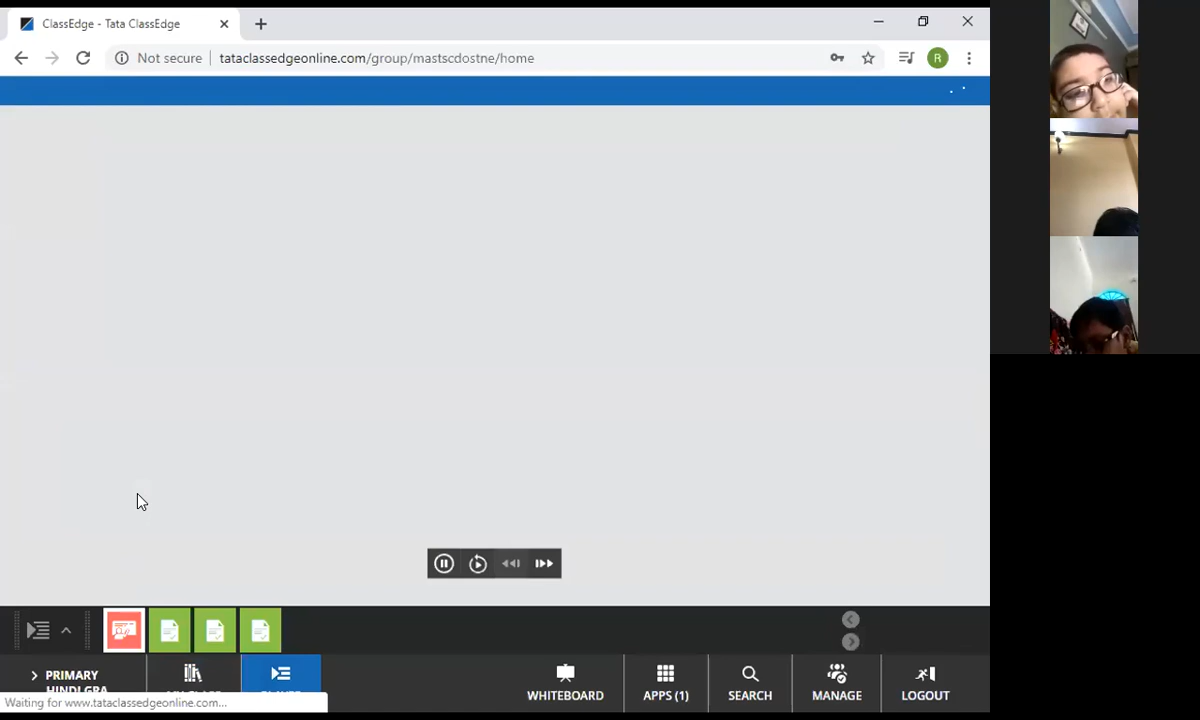 ClassEdge - Tata ClassEdge
Not secure
tataclassedgeonline.com/group/mastscdostne/home
R
PRIMARY
HINDI GRA
WHITEBOARD
APPS (1)
SEARCH
MANAGE
LOGOUT
Waiting for www.tataclassedgeonline.com...